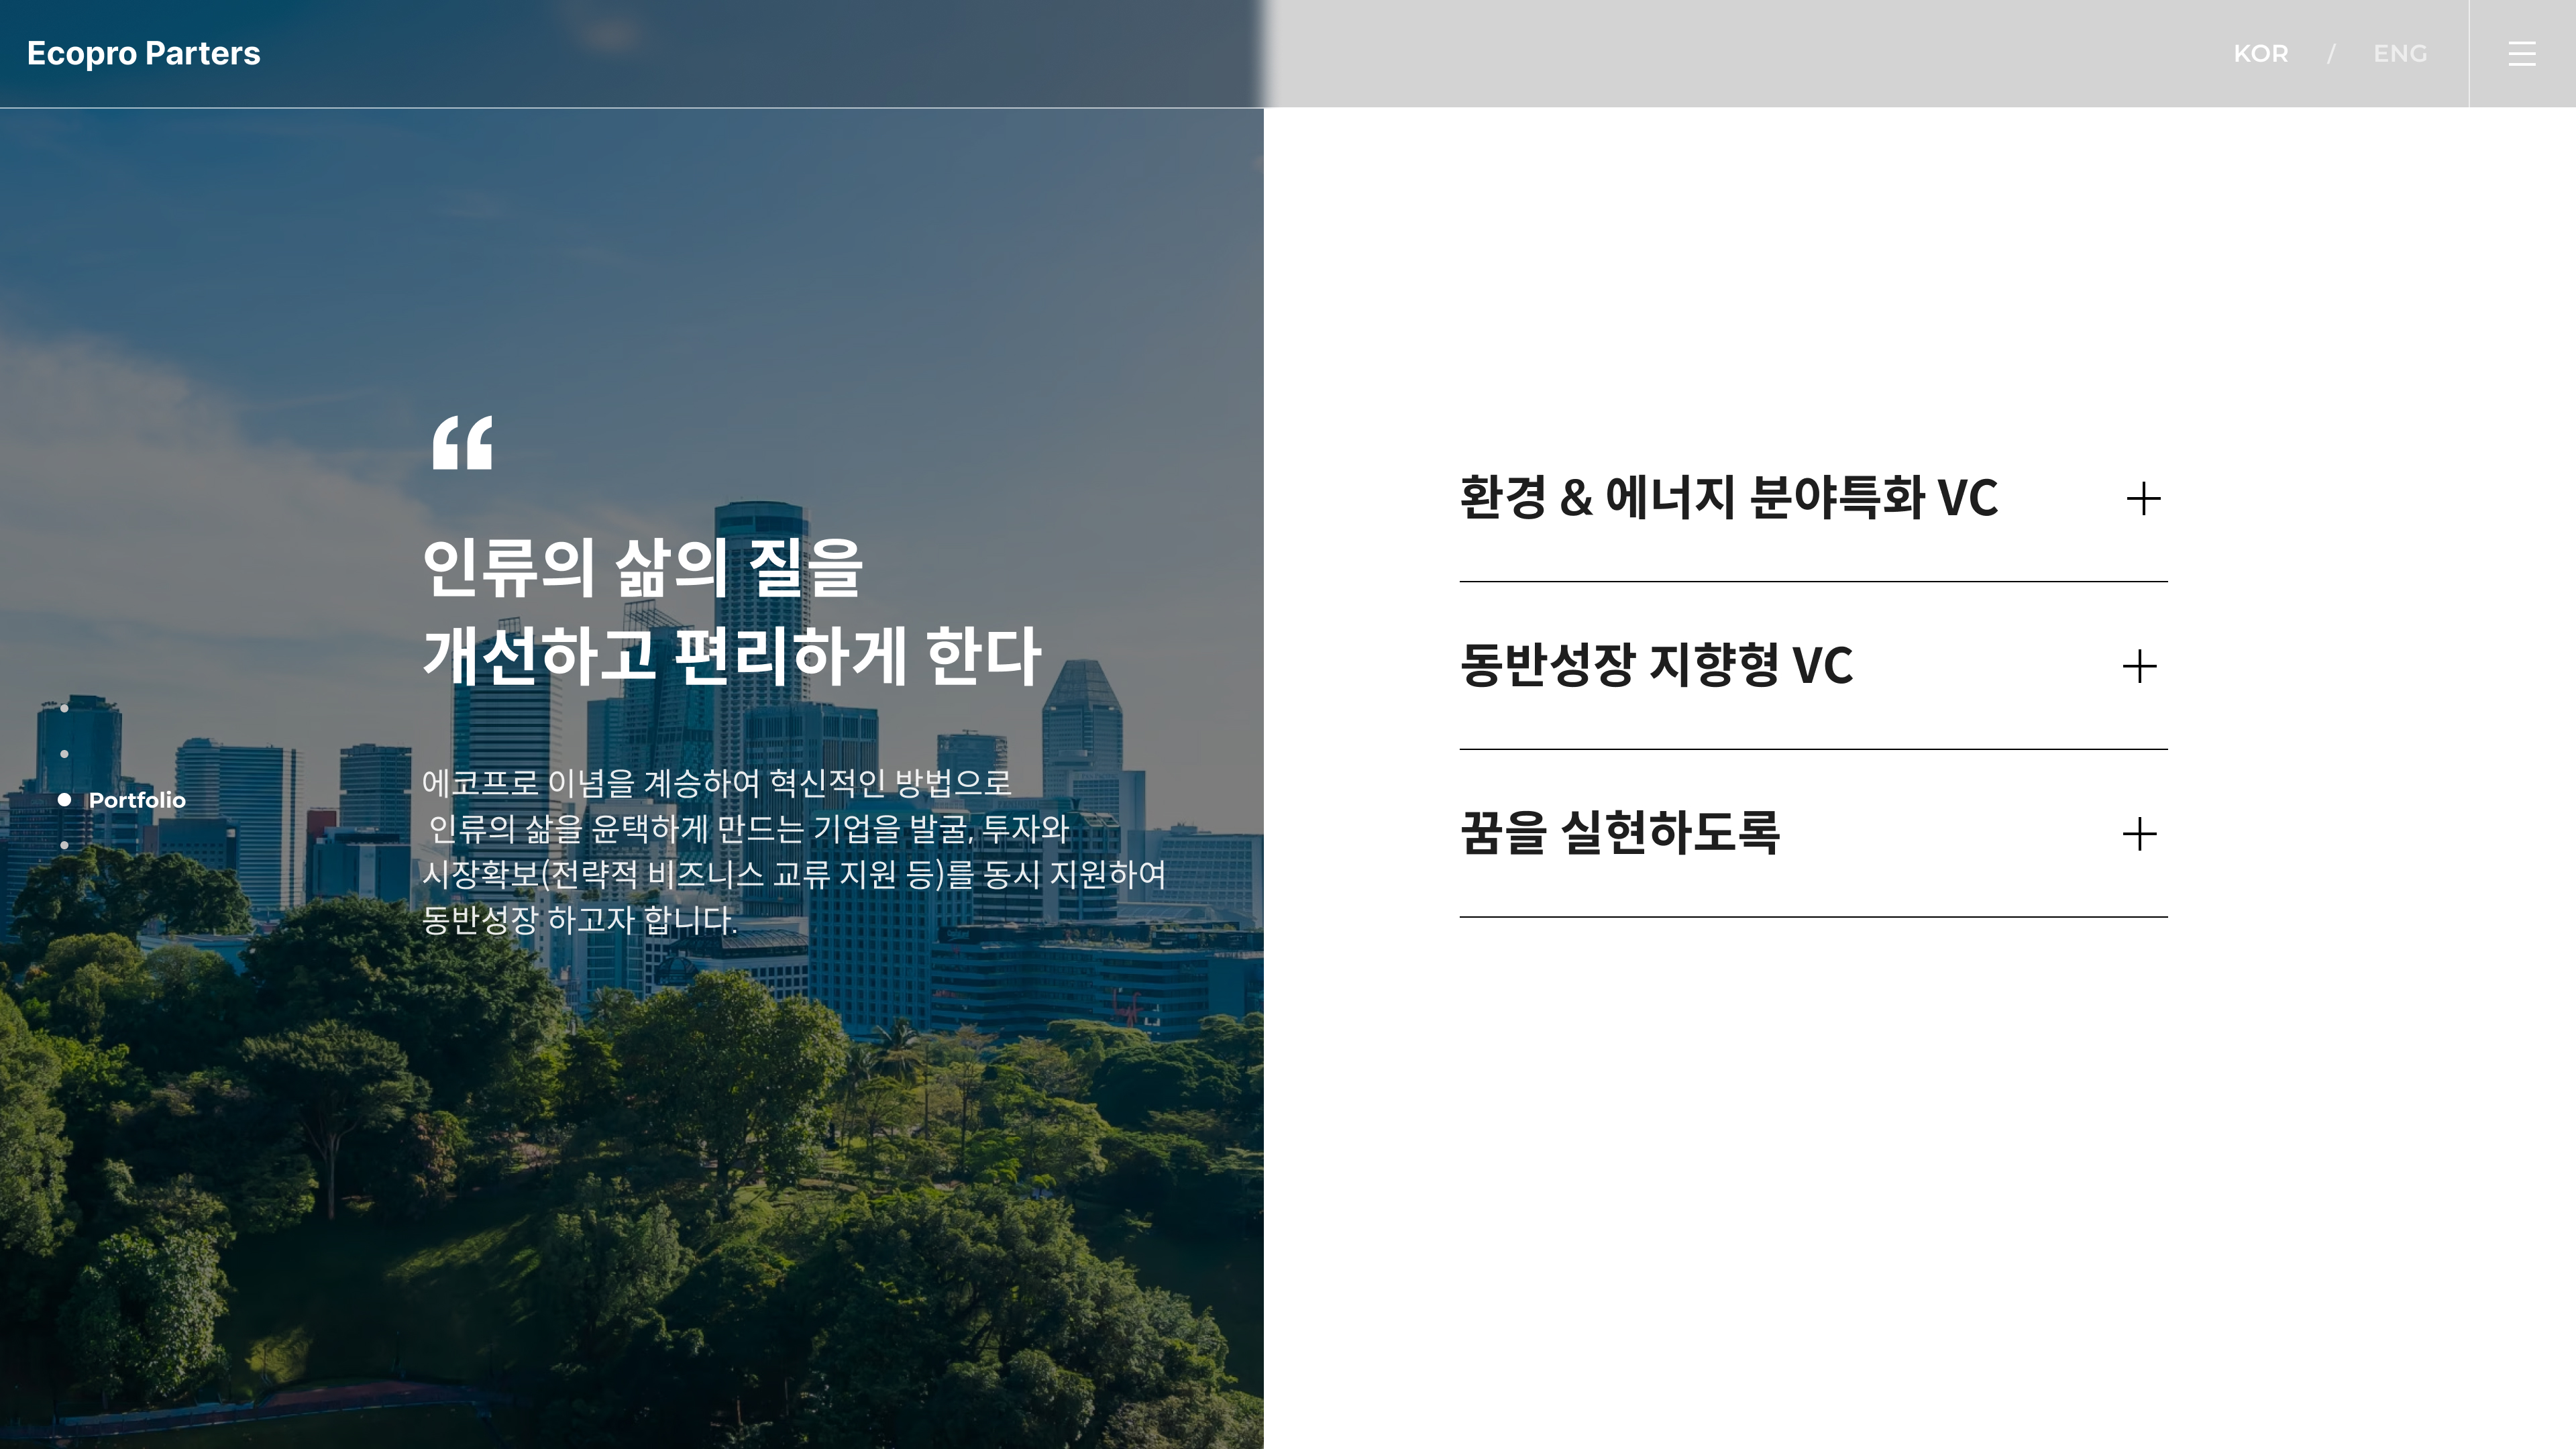 Ecopro Parters
KOR / ENG
“
인류의 삶의 질을
개선하고 편리하게 한다
에코프로 이념을 계승하여 혁신적인 방법으로
인류의 삶을 윤택하게 만드는 기업을 발굴, 투자와
시장확보(전략적 비즈니스 교류 지원 등)를 동시 지원하여
동반성장 하고자 합니다.
Portfolio
환경 & 에너지 분야특화 VC
동반성장 지향형 VC
꿈을 실현하도록